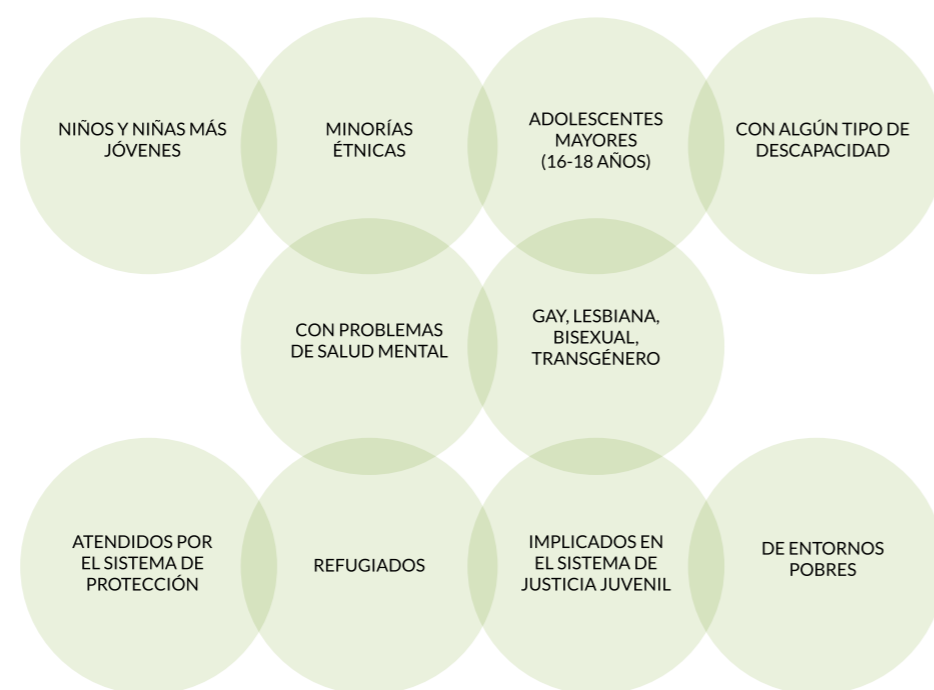 NIÑOS Y NIÑAS MÁS
JÓVENES
MINORÍAS
ÉTNICAS
ADOLESCENTES
MAYORES
(16-18 AÑOS)
CON ALGÚN TIPO DE
DESCAPACIDAD
CON PROBLEMAS
DE SALUD MENTAL
GAY, LESBIANA,
BISEXUAL,
TRANSGÉNERO
ATENDIDOS POR
EL SISTEMA DE
PROTECCIÓN
REFUGIADOS
IMPLICADOS EN
EL SISTEMA DE
JUSTICIA JUVENIL
DE ENTORNOS
POBRES